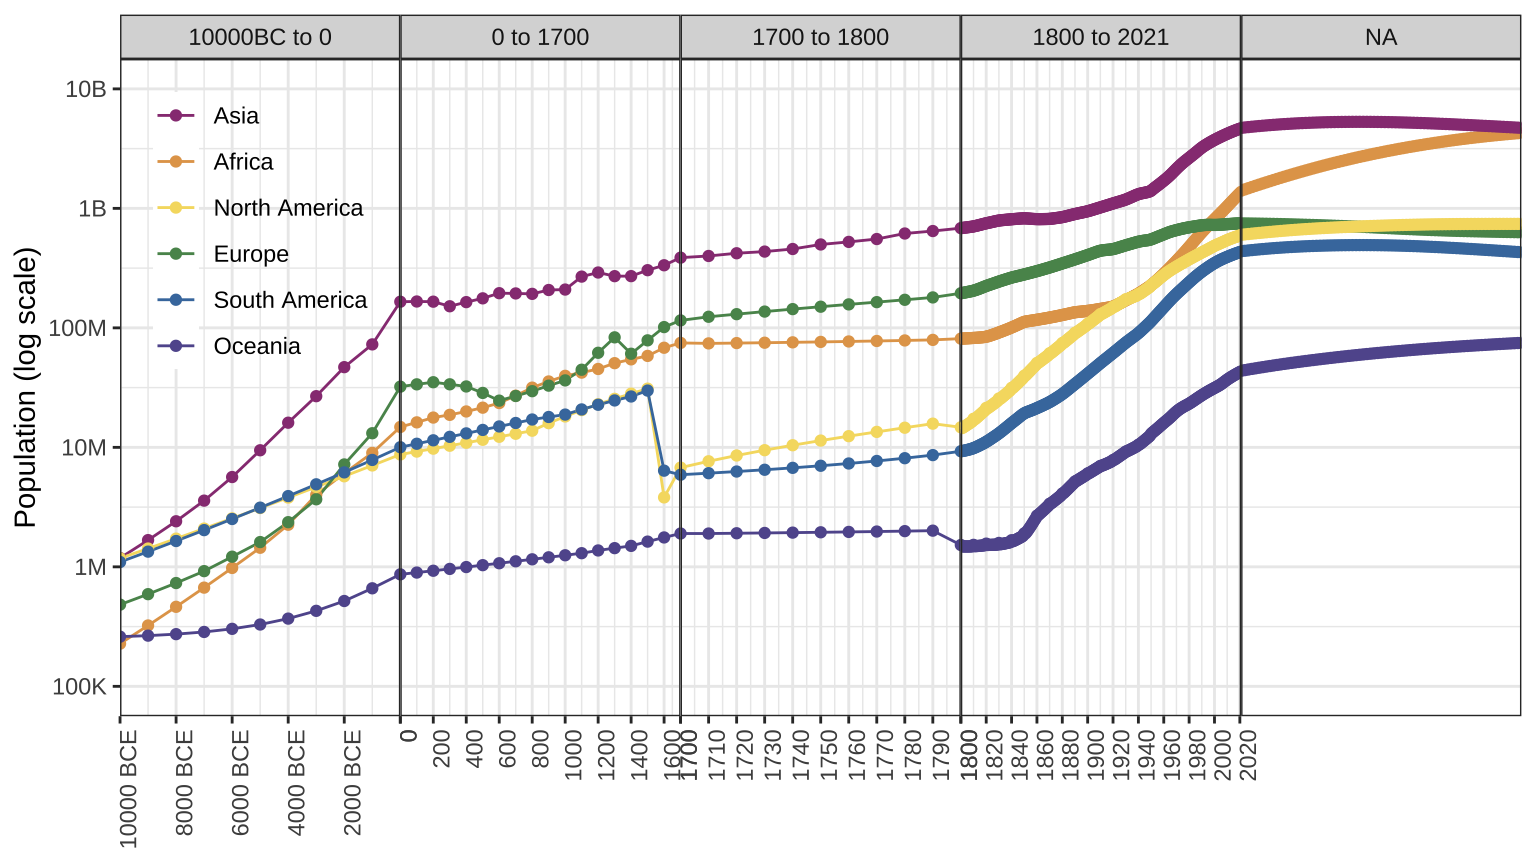 10000BC to 0
0 to 1700
1700 to 1800
1800 to 2021
NA
Population (log scale)
10B
1B
100M
10M
1M
100K
Asia
Africa
North America
Europe
South America
Oceania
10000 BCE
8000 BCE
6000 BCE
4000 BCE
2000 BCE
0
200
400
600
800
1000
1200
1400
1600
1700
1710
1720
1730
1740
1750
1760
1770
1780
1790
1800
1800
1820
1840
1860
1880
1900
1920
1940
1960
1980
2000
2020